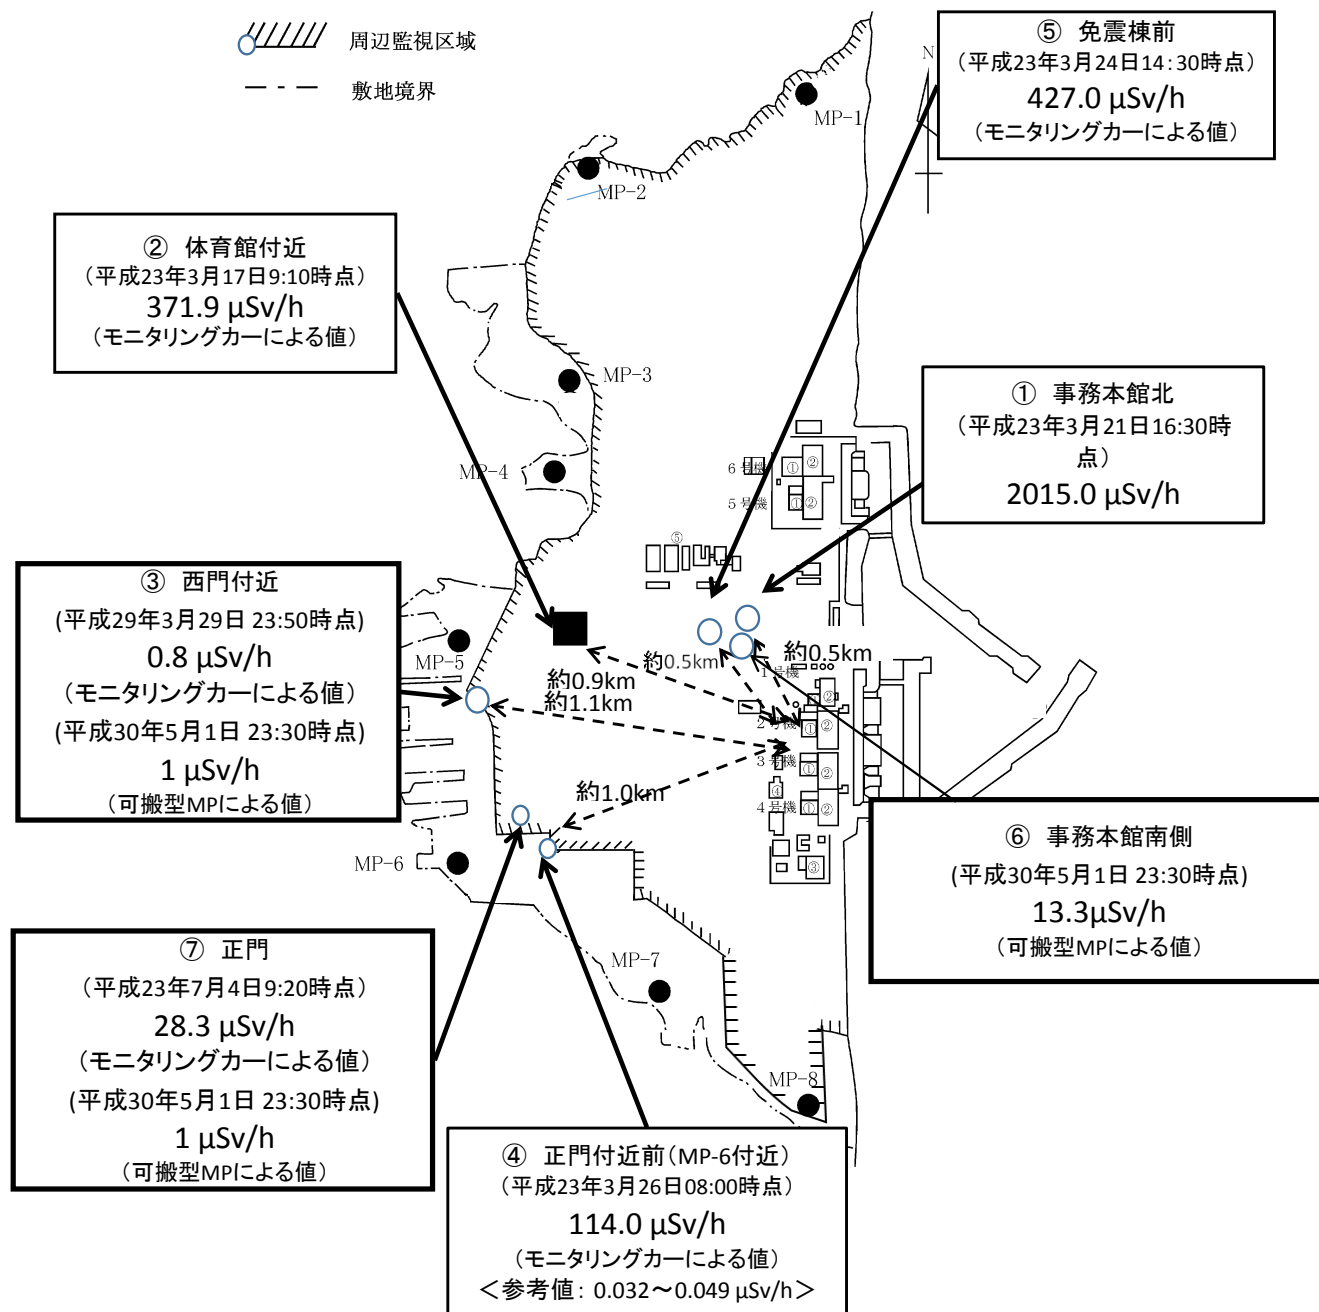 周辺監視区域
敷地境界
⑤ 免震棟前
（平成23年3月24日14:30時点）
427.0 μSv/h
（モニタリングカーによる値）
N
MP-1
MP-2
② 体育館付近
（平成23年3月17日9:10時点）
371.9 μSv/h
（モニタリングカーによる値）
MP-3
① 事務本館北
（平成23年3月21日16:30時
点）
2015.0 μSv/h
MP-4
6号機
① ②
5号機
① ②
⑤
③ 西門付近
(平成29年3月29日 23:50時点)
0.8 μSv/h
（モニタリングカーによる値）
(平成30年5月1日 23:30時点)
1 μSv/h
（可搬型MPによる値）
MP-5
約0.5km
約0.5km
約0.9km
約1.1km
1号機
②
2号機
① ②
3号機
① ②
④
4号機
① ②
③
約1.0km
MP-6
⑥ 事務本館南側
(平成30年5月1日 23:30時点)
13.3μSv/h
（可搬型MPによる値）
⑦ 正門
（平成23年7月4日9:20時点）
28.3 μSv/h
（モニタリングカーによる値）
(平成30年5月1日 23:30時点)
1 μSv/h
（可搬型MPによる値）
MP-7
MP-8
④ 正門付近前（MP-6付近）
（平成23年3月26日08:00時点）
114.0 μSv/h
（モニタリングカーによる値）
＜参考値： 0.032～0.049 μSv/h＞